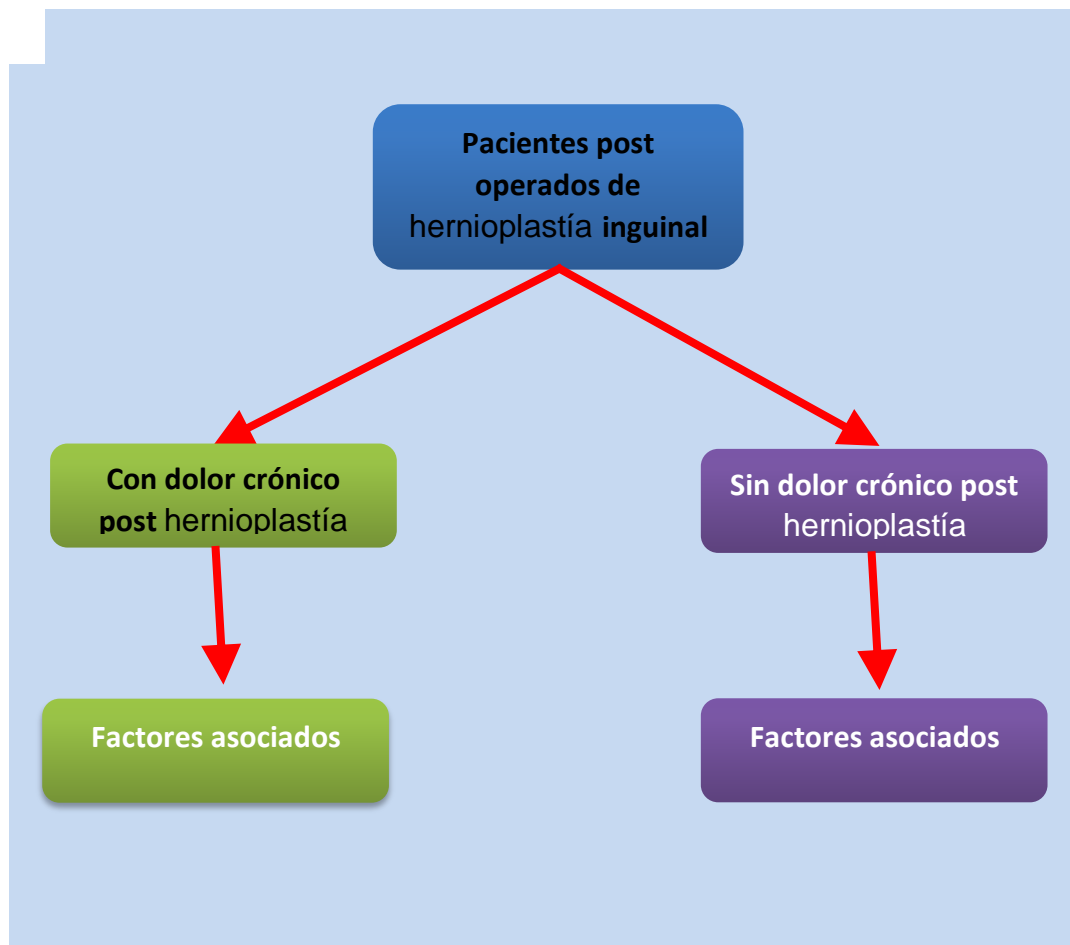 Pacientes post
operados de
hernioplastía inguinal
Con dolor crónico
post hernioplastía
Sin dolor crónico post
hernioplastía
Factores asociados
Factores asociados